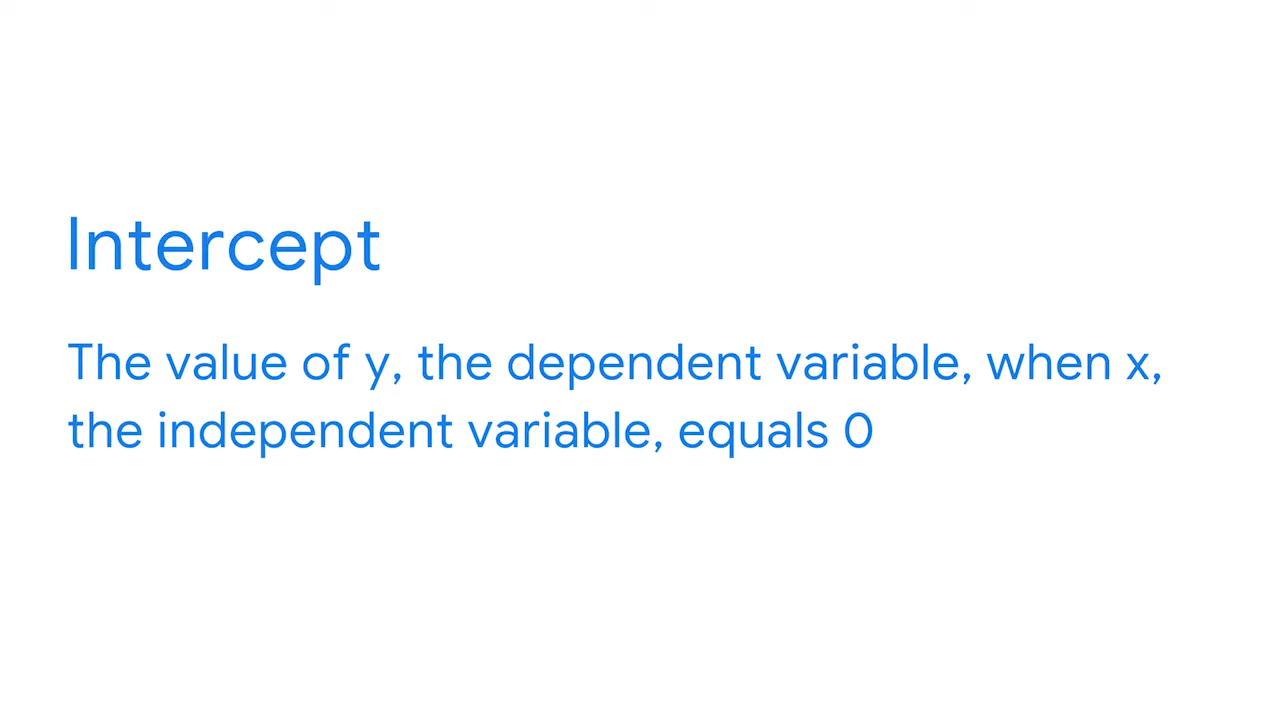 Intercept
The value of y, the dependent variable, when x,
the independent variable, equals 0